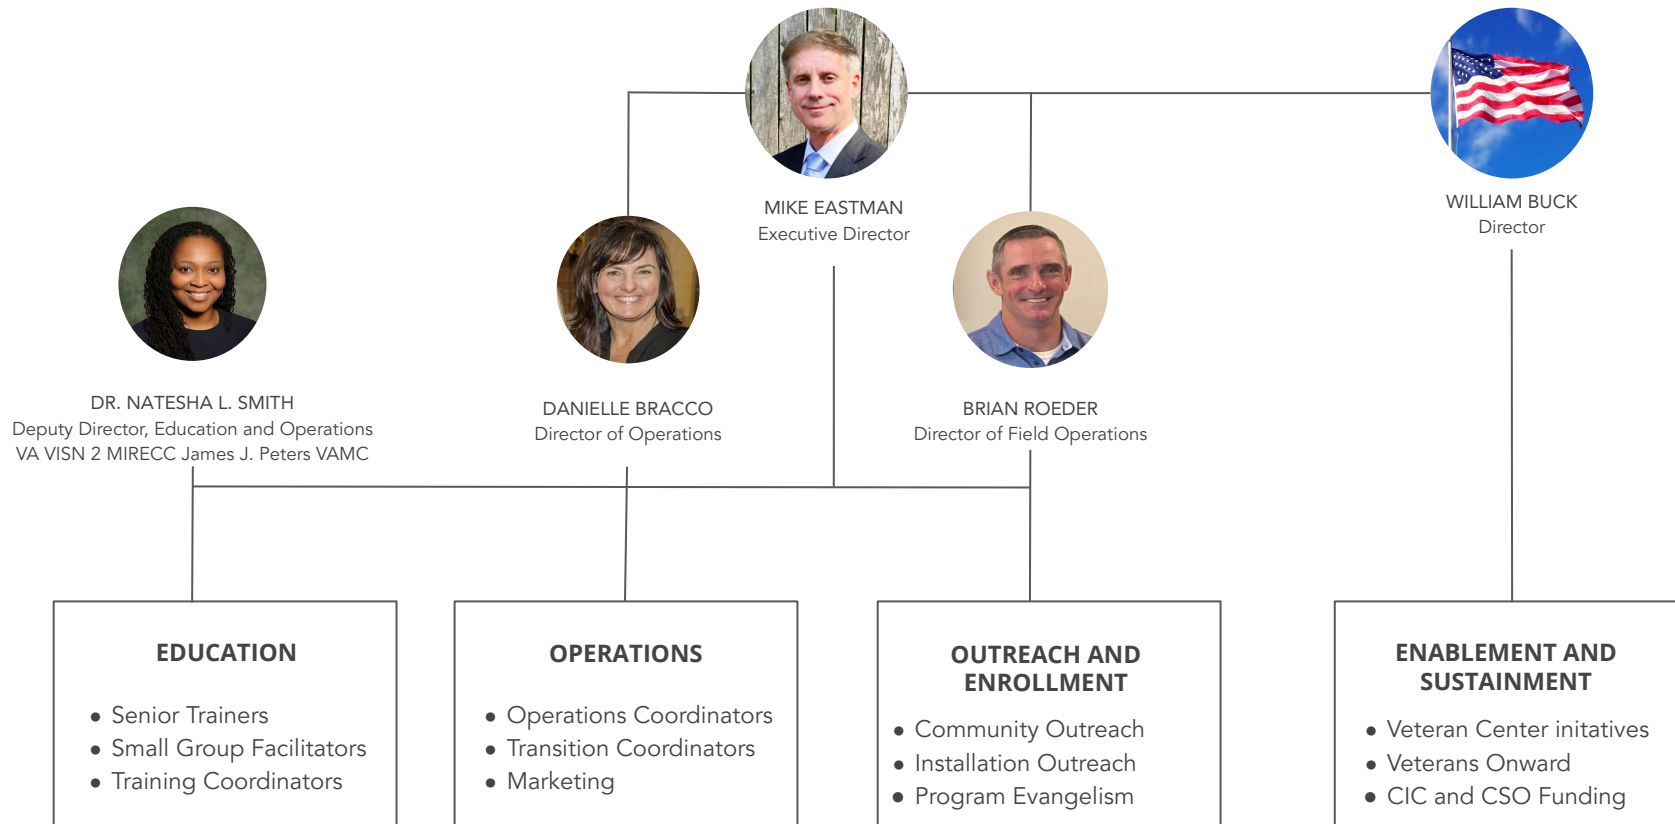 MIKE EASTMAN
Executive Director
WILLIAM BUCK
Director
DR. NATESHA L. SMITH
Deputy Director, Education and Operations
VA VISN 2 MIRECC James J. Peters VAMC
DANIELLE BRACCO
Director of Operations
BRIAN ROEDER
Director of Field Operations
EDUCATION
● Senior Trainers
● Small Group Facilitators
● Training Coordinators
OPERATIONS
● Operations Coordinators
● Transition Coordinators
● Marketing
OUTREACH AND
ENROLLMENT
● Community Outreach
● Installation Outreach
● Program Evangelism
ENABLEMENT AND
SUSTAINMENT
● Veteran Center initatives
● Veterans Onward
● CIC and CSO Funding